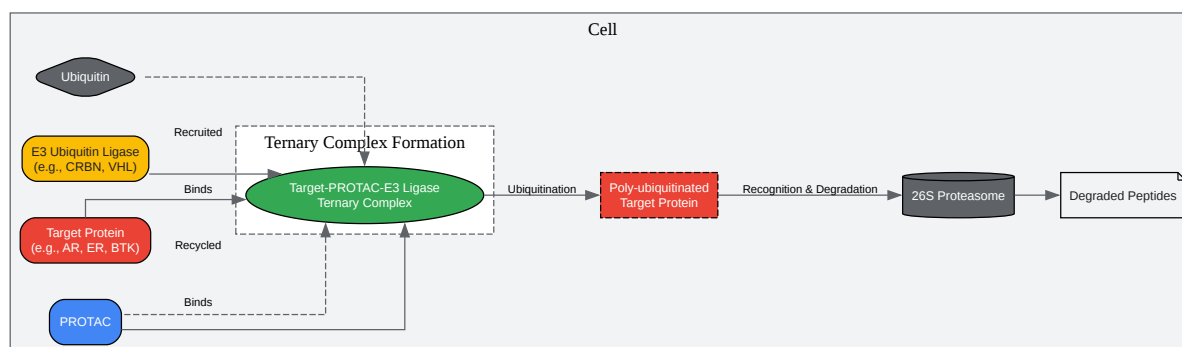 Cell
Ubiquitin
Recruited
Ternary Complex Formation
E3 Ubiquitin Ligase
(e.g., CRBN, VHL)
Binds
Target-PROTAC-E3 Ligase
Ternary Complex
Ubiquitination
Poly-ubiquitinated
Target Protein
Recognition & Degradation
26S Proteasome
Degraded Peptides
Target Protein
(e.g., AR, ER, BTK)
Recycled
Binds
PROTAC